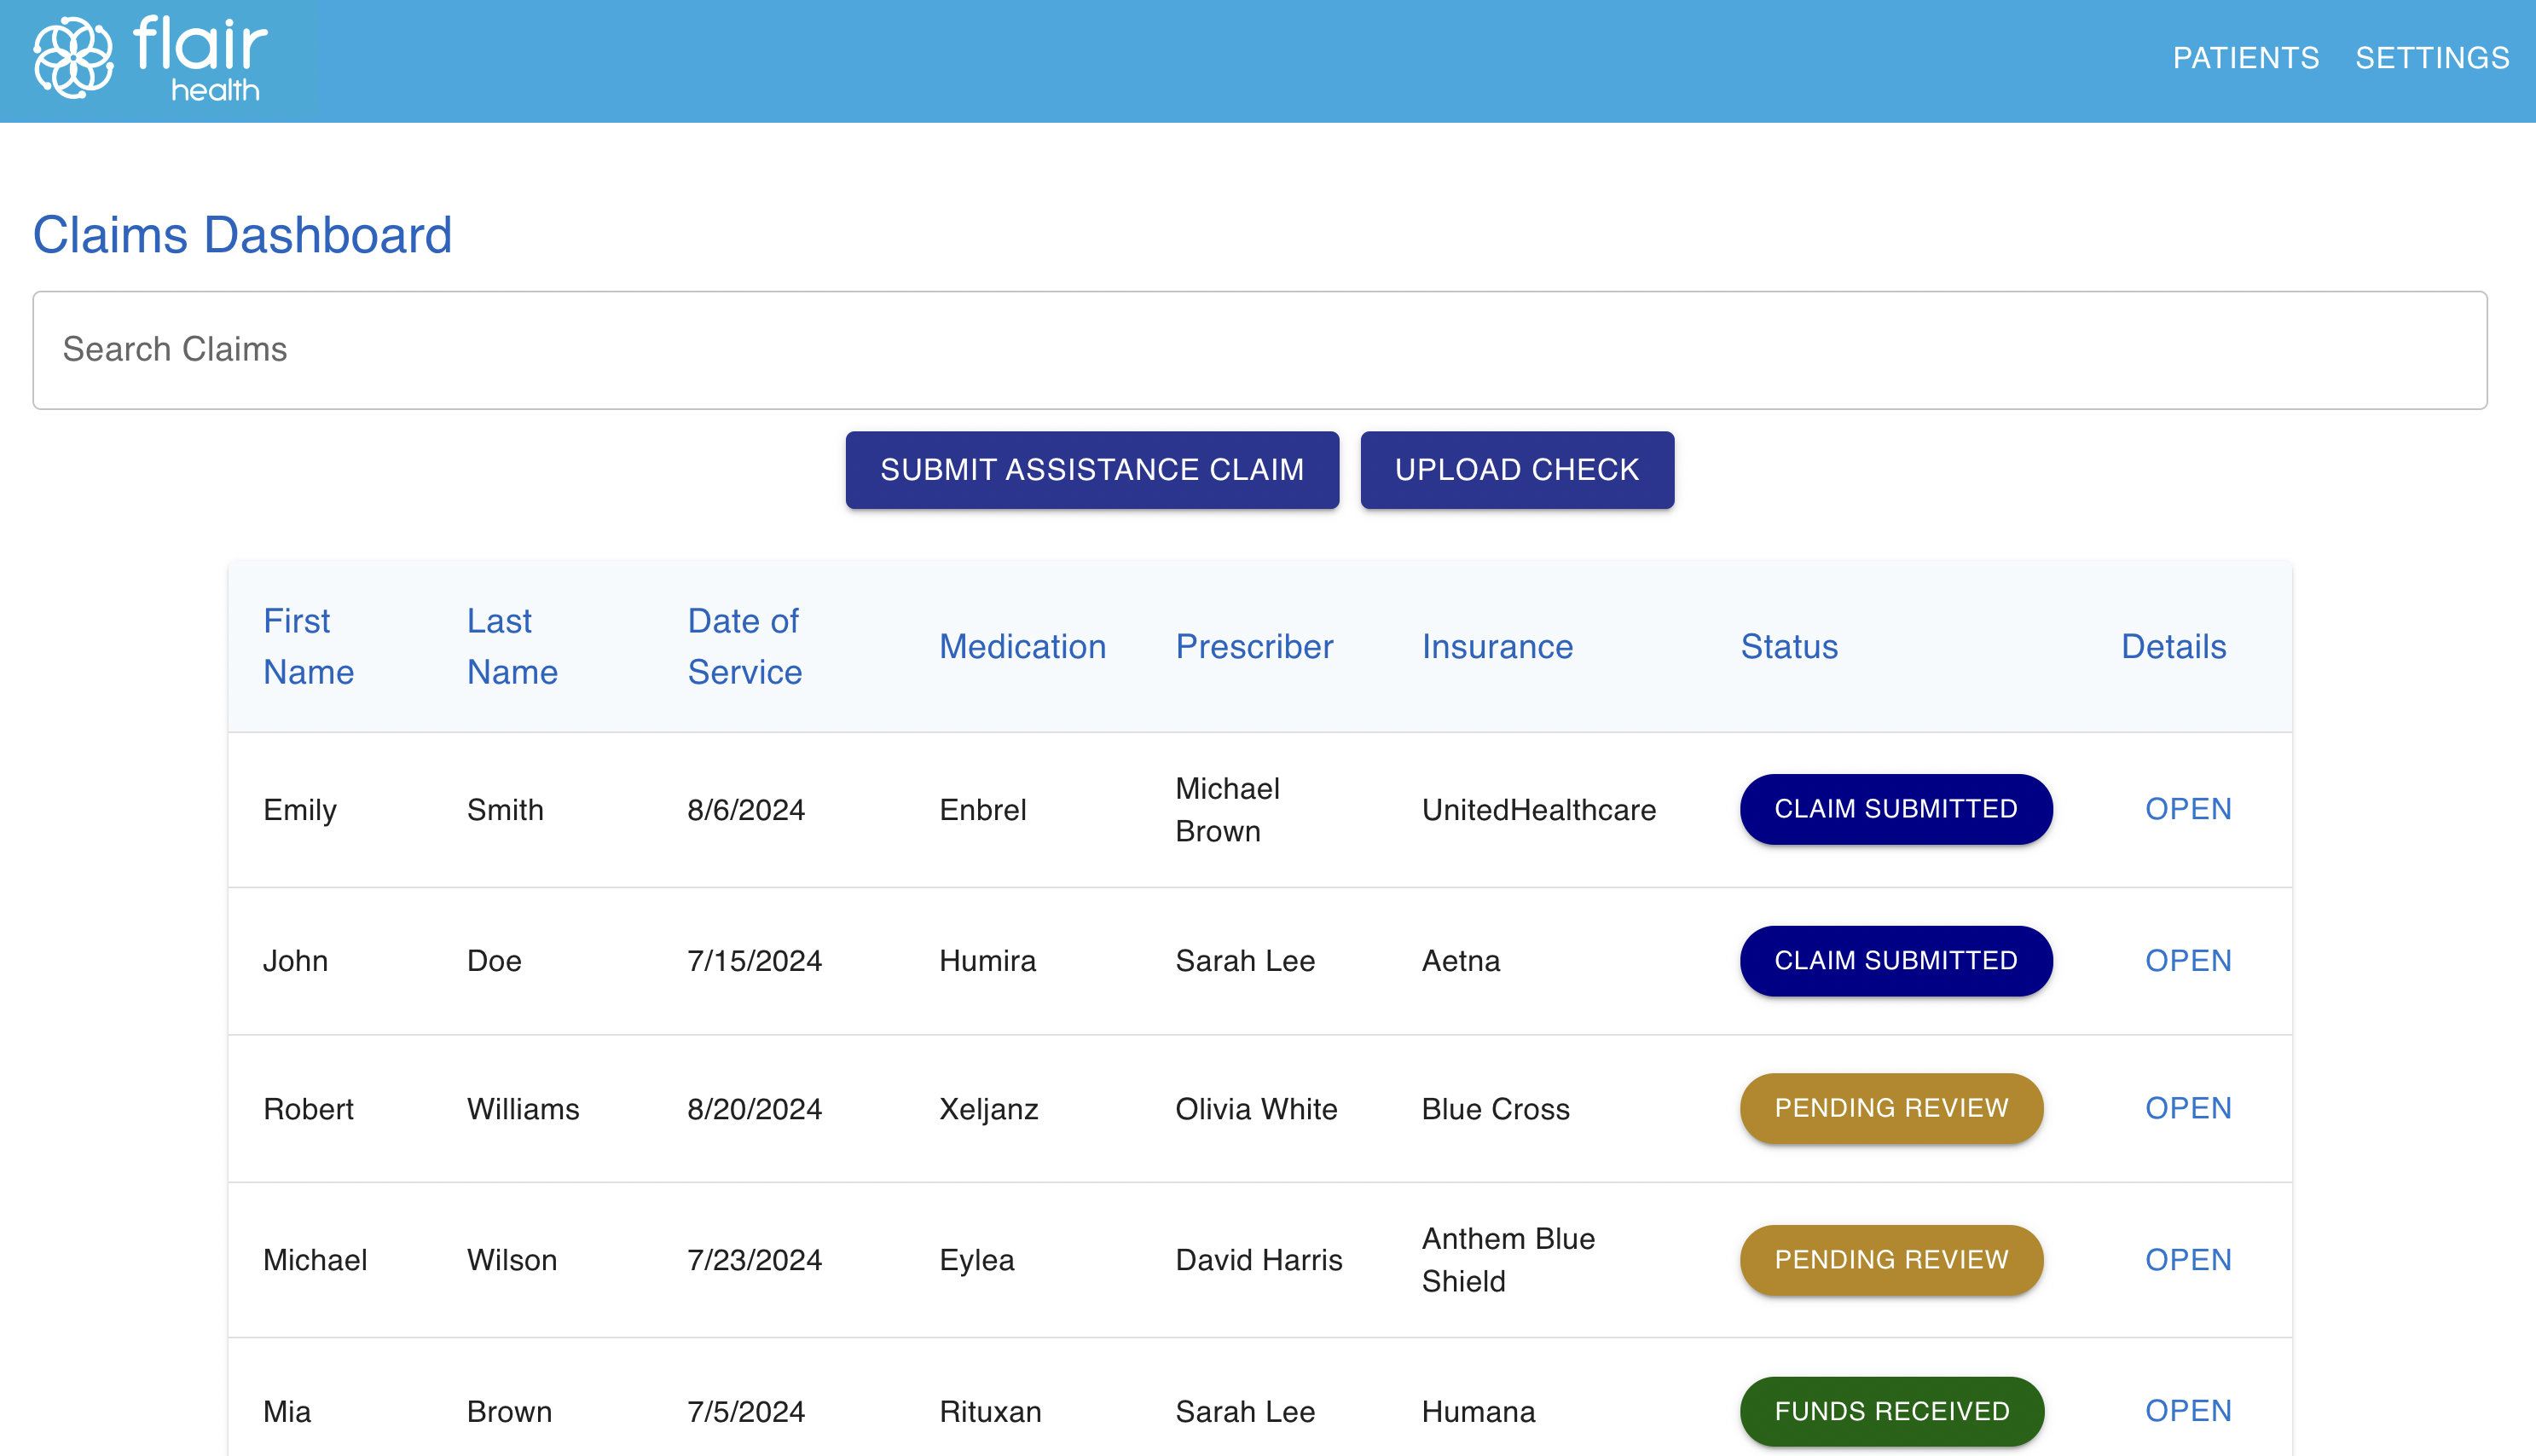 flair
health
PATIENTS SETTINGS
Claims Dashboard
Search Claims
SUBMIT ASSISTANCE CLAIM UPLOAD CHECK
First Name Last Name Date of Service Medication Prescriber Insurance Status Details
Emily Smith 8/6/2024 Enbrel Michael Brown UnitedHealthcare CLAIM SUBMITTED OPEN
John Doe 7/15/2024 Humira Sarah Lee Aetna CLAIM SUBMITTED OPEN
Robert Williams 8/20/2024 Xeljanz Olivia White Blue Cross PENDING REVIEW OPEN
Michael Wilson 7/23/2024 Eylea David Harris Anthem Blue Shield PENDING REVIEW OPEN
Mia Brown 7/5/2024 Rituxan Sarah Lee Humana FUNDS RECEIVED OPEN